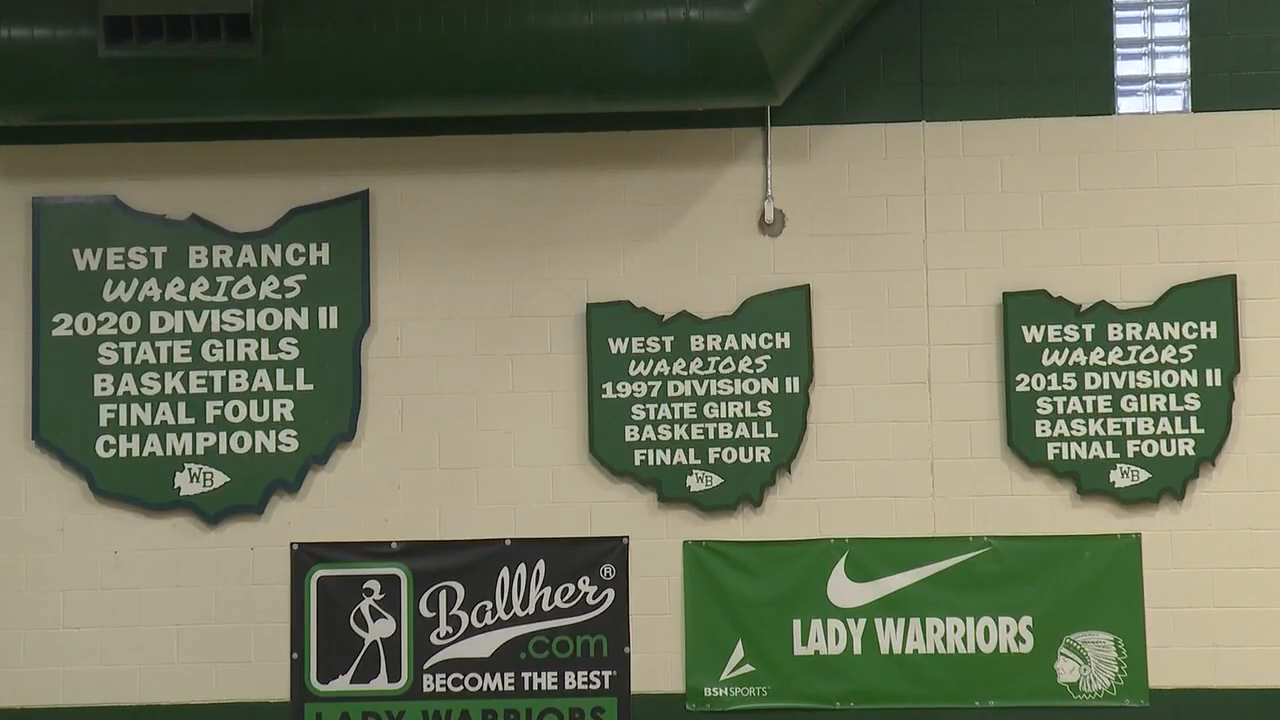 WEST BRANCH
WARRIORS
2020 DIVISION II
STATE GIRLS
BASKETBALL
FINAL FOUR
CHAMPIONS
WB
WEST BRANCH
WARRIORS
1997 DIVISION II
STATE GIRLS
BASKETBALL
FINAL FOUR
WB
WEST BRANCH
WARRIORS
2015 DIVISION II
STATE GIRLS
BASKETBALL
FINAL FOUR
WB
Ballher®
.com
BECOME THE BEST
LADY WARRIORS
LADY WARRIORS
BSN SPORTS